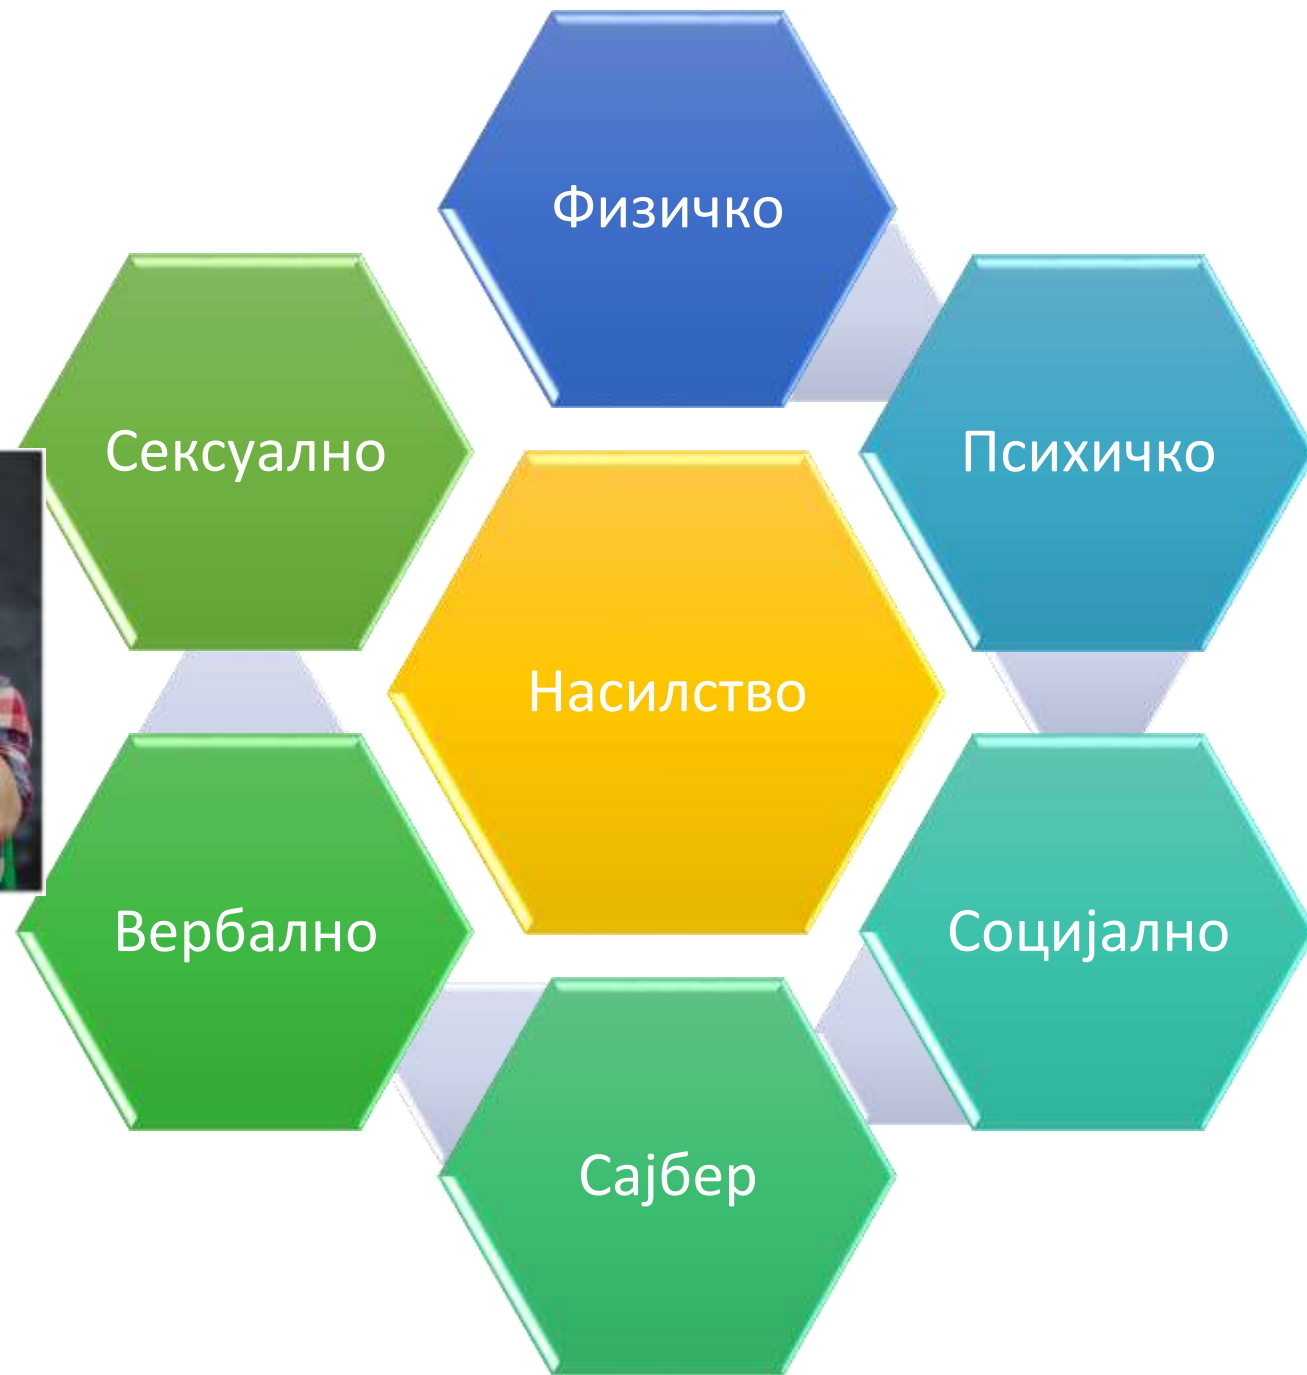 Физичко
Сексуално
Психичко
Насилство
Вербално
Социјално
Сајбер